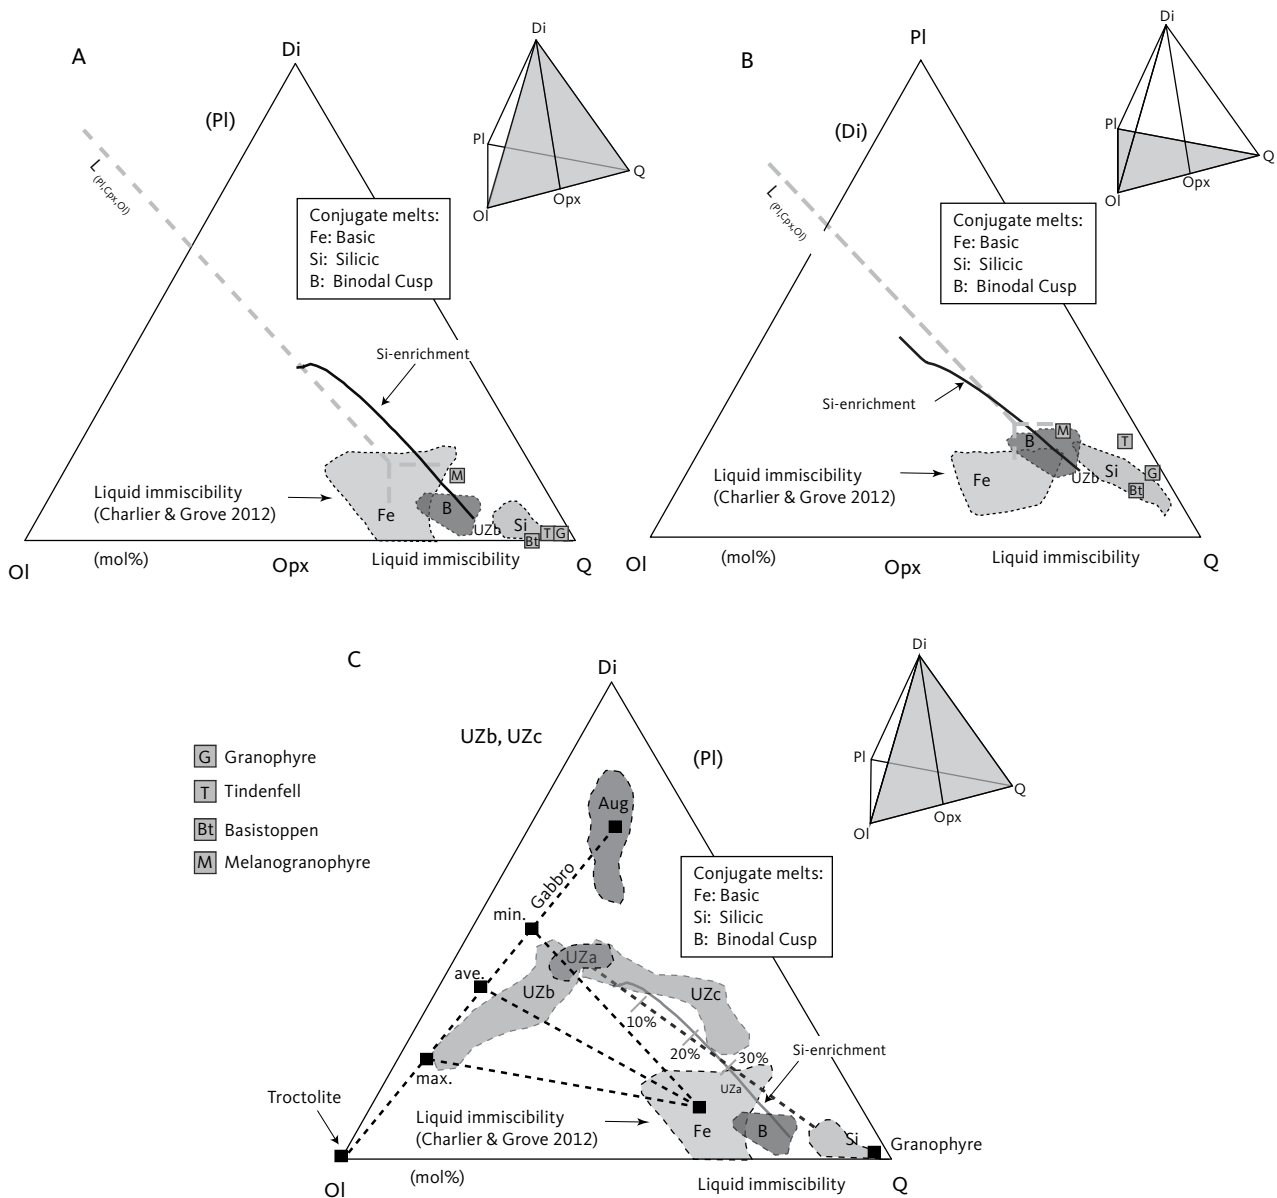 A
Di
(Pl)
L(Pl,Cpx,Ol)
Conjugate melts:
Fe: Basic
Si: Silicic
B: Binodal Cusp
Si-enrichment
Liquid immiscibility
(Charlier & Grove 2012)
Fe
B
M
UZb
Si
Bt
T
G
Ol
(mol%)
Opx
Liquid immiscibility
Q
Di
Pl
Q
Ol
Opx
B
Pl
(Di)
L(Pl,Cpx,Ol)
Conjugate melts:
Fe: Basic
Si: Silicic
B: Binodal Cusp
Si-enrichment
Liquid immiscibility
(Charlier & Grove 2012)
Fe
B
M
UZb
Si
T
G
Bt
Ol
(mol%)
Opx
Liquid immiscibility
Q
Di
Pl
Q
Ol
Opx
C
Di
UZb, UZc
(Pl)
G Granophyre
T Tindenfell
Bt Basistoppen
M Melanogranophyre
Aug
Gabbro
min.
ave.
max.
UZa
UZb
UZc
10%
20%
30%
Conjugate melts:
Fe: Basic
Si: Silicic
B: Binodal Cusp
Si-enrichment
UZa
Troctolite
Liquid immiscibility
(Charlier & Grove 2012)
Fe
B
Si
Granophyre
Ol
(mol%)
Liquid immiscibility
Q
Di
Pl
Q
Ol
Opx